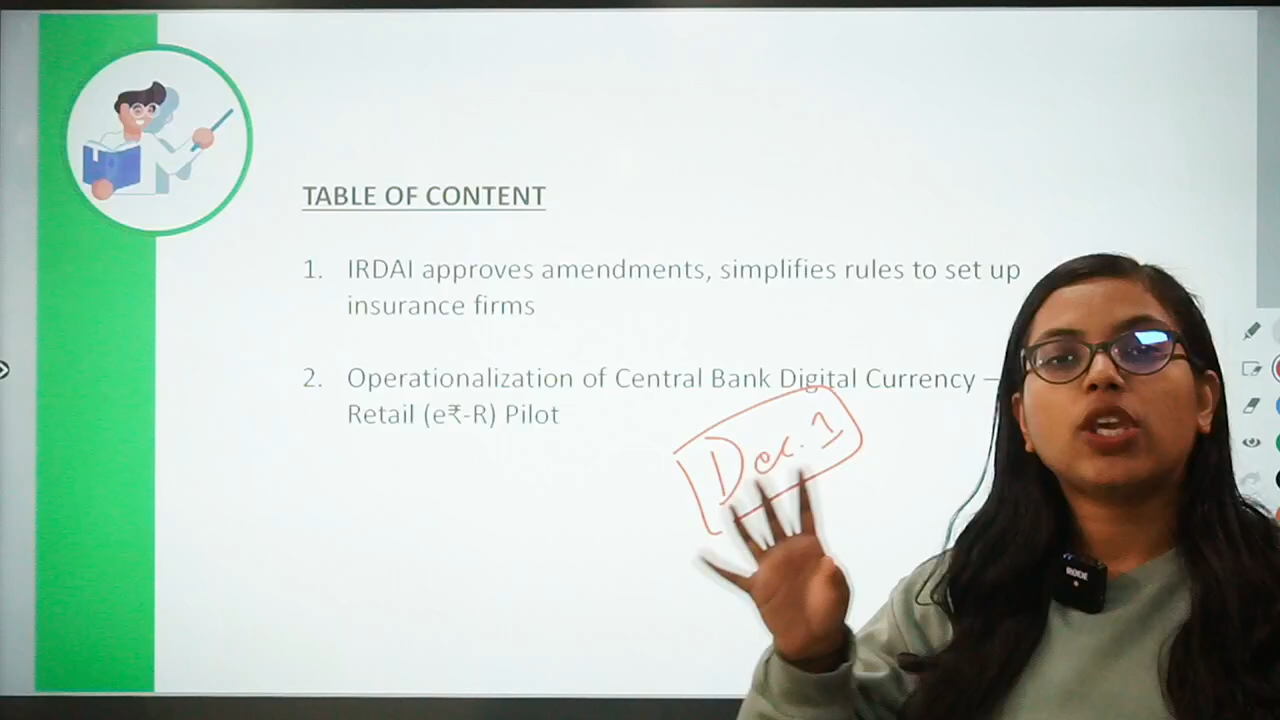 TABLE OF CONTENT
1. IRDAI approves amendments, simplifies rules to set up
insurance firms
2. Operationalization of Central Bank Digital Currency –
Retail (e₹-R) Pilot
Dec. 1
RODE